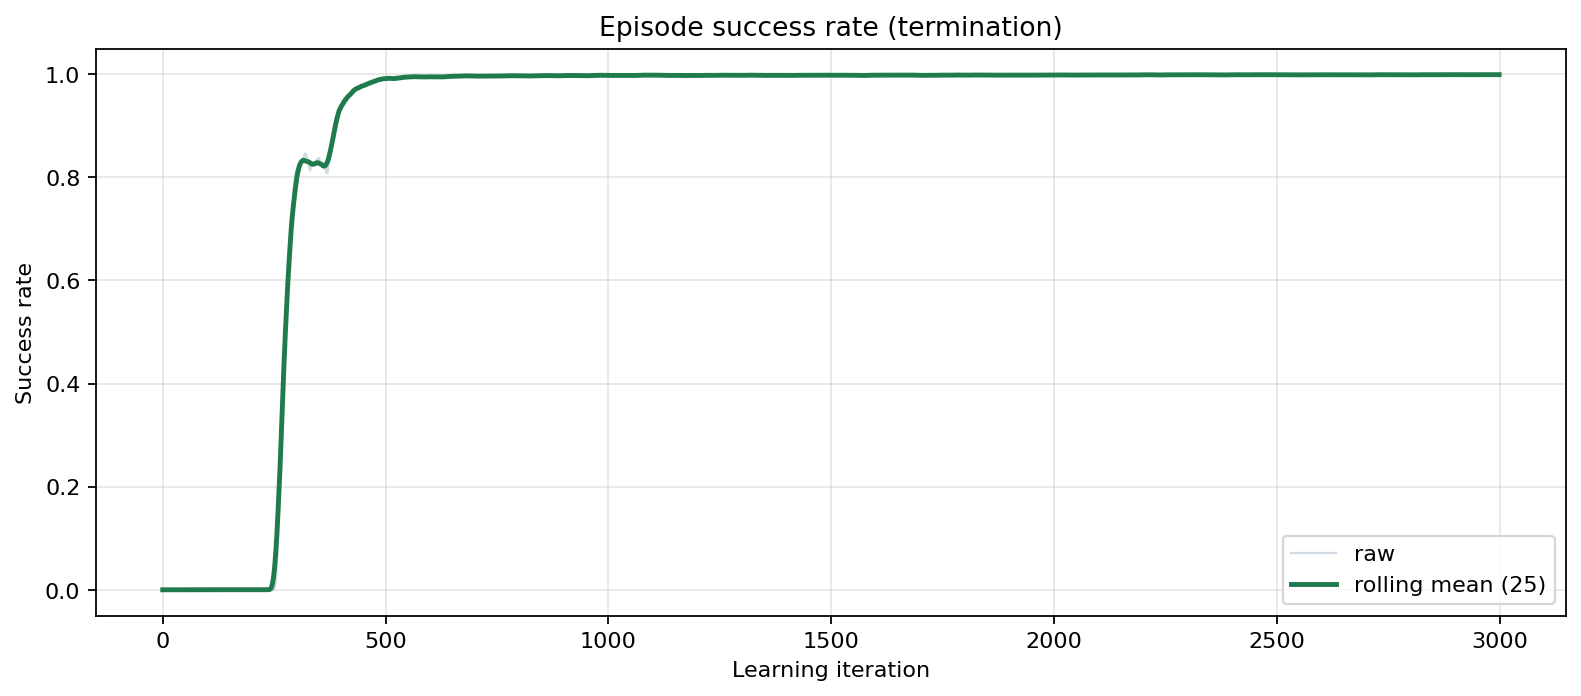 Episode success rate (termination)
Success rate
1.0
0.8
0.6
0.4
0.2
0.0
raw
rolling mean (25)
0 500 1000 1500 2000 2500 3000
Learning iteration